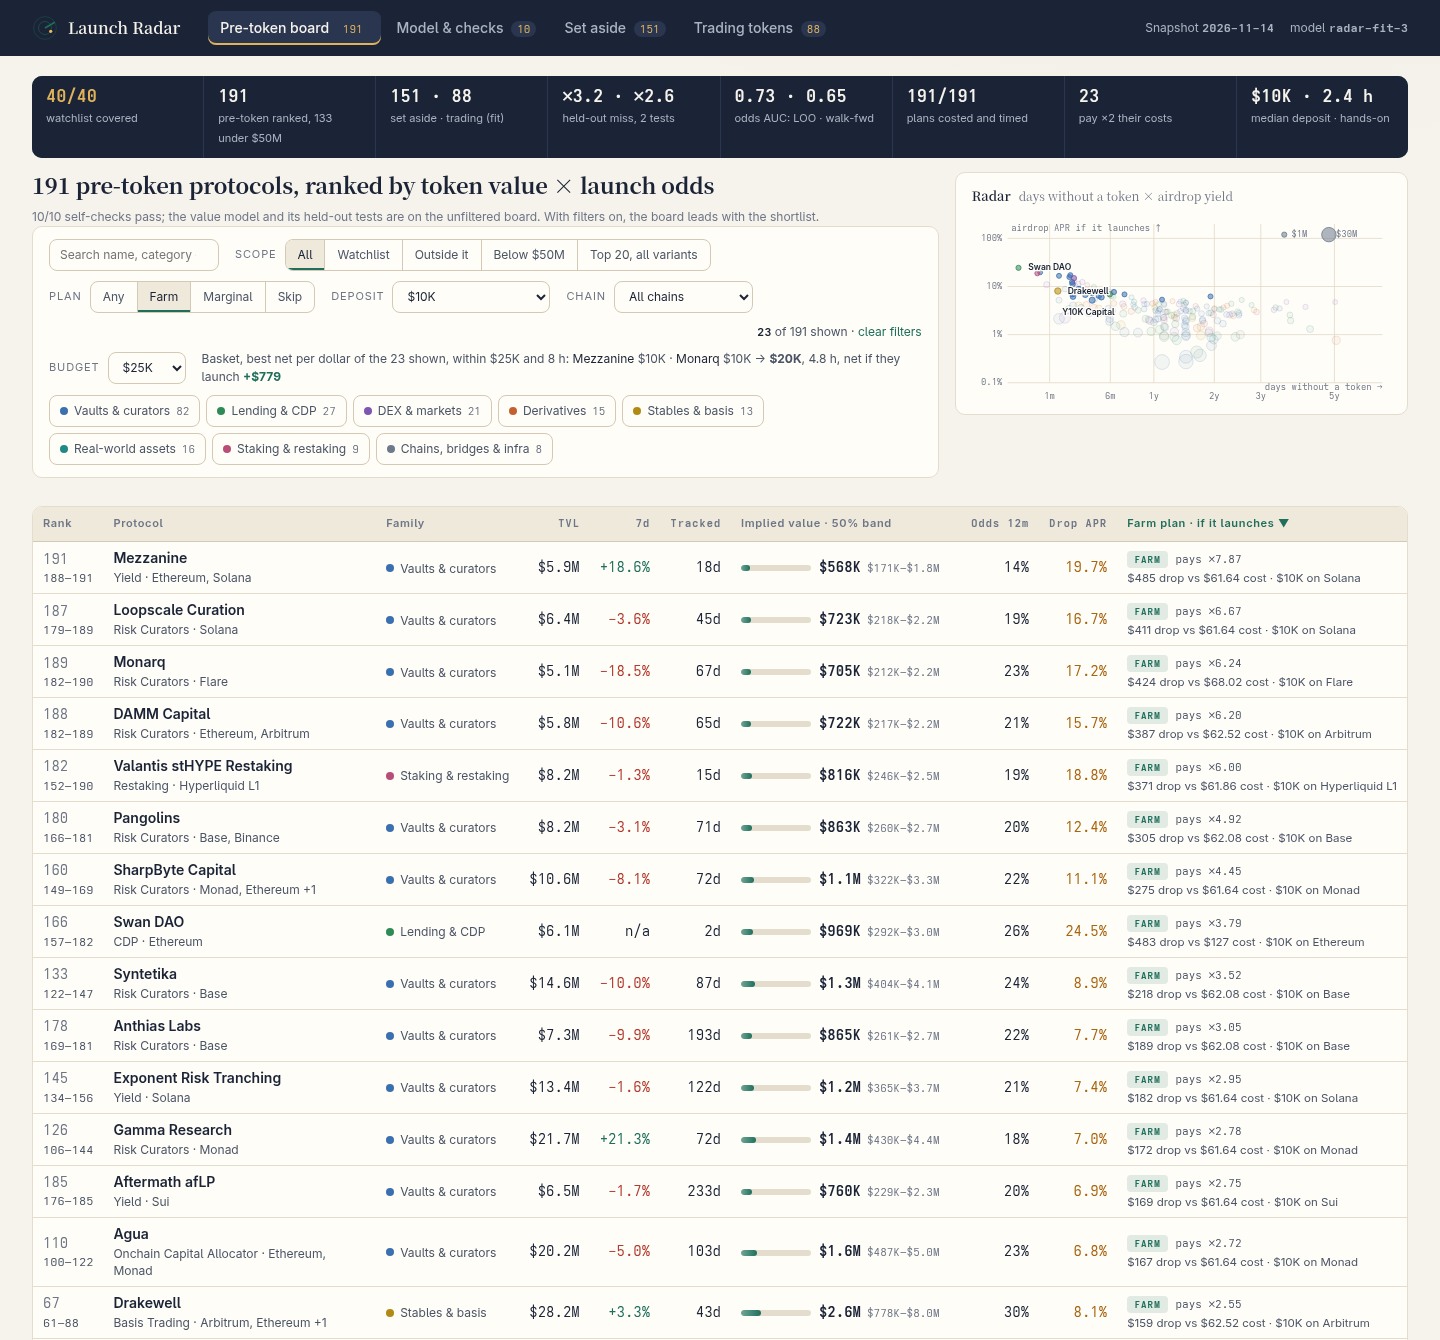 Launch Radar
Pre-token board 191
Model & checks 10
Set aside 151
Trading tokens 88
Snapshot 2026-11-14 model radar-fit-3
40/40
watchlist covered
191
pre-token ranked, 133
under $50M
151 · 88
set aside · trading (fit)
×3.2 · ×2.6
held-out miss, 2 tests
0.73 · 0.65
odds AUC: LOO · walk-fwd
191/191
plans costed and timed
23
pay ×2 their costs
$10K · 2.4 h
median deposit · hands-on
191 pre-token protocols, ranked by token value × launch odds
10/10 self-checks pass; the value model and its held-out tests are on the unfiltered board. With filters on, the board leads with the shortlist.
Search name, category
SCOPE All Watchlist Outside it Below $50M Top 20, all variants
PLAN Any Farm Marginal Skip DEPOSIT $10K CHAIN All chains
23 of 191 shown · clear filters
BUDGET $25K
Basket, best net per dollar of the 23 shown, within $25K and 8 h: Mezzanine $10K · Monarq $10K → $20K, 4.8 h, net if they
launch +$779
Vaults & curators 82 Lending & CDP 27 DEX & markets 21 Derivatives 15 Stables & basis 13
Real-world assets 16 Staking & restaking 9 Chains, bridges & infra 8
Radar days without a token × airdrop yield
airdrop APR if it launches ↑
100%
10%
1%
0.1%
$1M
$30M
Swan DAO
Drakewell
Y10K Capital
days without a token →
1m 6m 1y 2y 3y 5y
Rank Protocol Family TVL 7d Tracked Implied value · 50% band Odds 12m Drop APR Farm plan · if it launches ▼
191 Mezzanine Vaults & curators $5.9M +18.6% 18d $568K $171K–$1.8M 14% 19.7% FARM pays ×7.87
188–191 Yield · Ethereum, Solana $485 drop vs $61.64 cost · $10K on Solana
187 Loopscale Curation Vaults & curators $6.4M −3.6% 45d $723K $218K–$2.2M 19% 16.7% FARM pays ×6.67
179–189 Risk Curators · Solana $411 drop vs $61.64 cost · $10K on Solana
189 Monarq Vaults & curators $5.1M −18.5% 67d $705K $212K–$2.2M 23% 17.2% FARM pays ×6.24
182–190 Risk Curators · Flare $424 drop vs $68.02 cost · $10K on Flare
188 DAMM Capital Vaults & curators $5.8M −10.6% 65d $722K $217K–$2.2M 21% 15.7% FARM pays ×6.20
182–189 Risk Curators · Ethereum, Arbitrum $387 drop vs $62.52 cost · $10K on Arbitrum
182 Valantis stHYPE Restaking Staking & restaking $8.2M −1.3% 15d $816K $246K–$2.5M 19% 18.8% FARM pays ×6.00
152–190 Restaking · Hyperliquid L1 $371 drop vs $61.86 cost · $10K on Hyperliquid L1
180 Pangolins Vaults & curators $8.2M −3.1% 71d $863K $260K–$2.7M 20% 12.4% FARM pays ×4.92
166–181 Risk Curators · Base, Binance $305 drop vs $62.08 cost · $10K on Base
160 SharpByte Capital Vaults & curators $10.6M −8.1% 72d $1.1M $322K–$3.3M 22% 11.1% FARM pays ×4.45
149–169 Risk Curators · Monad, Ethereum +1 $275 drop vs $61.64 cost · $10K on Monad
166 Swan DAO Lending & CDP $6.1M n/a 2d $969K $292K–$3.0M 26% 24.5% FARM pays ×3.79
157–182 CDP · Ethereum $483 drop vs $127 cost · $10K on Ethereum
133 Syntetika Vaults & curators $14.6M −10.0% 87d $1.3M $404K–$4.1M 24% 8.9% FARM pays ×3.52
122–147 Risk Curators · Base $218 drop vs $62.08 cost · $10K on Base
178 Anthias Labs Vaults & curators $7.3M −9.9% 193d $865K $261K–$2.7M 22% 7.7% FARM pays ×3.05
169–181 Risk Curators · Base $189 drop vs $62.08 cost · $10K on Base
145 Exponent Risk Tranching Vaults & curators $13.4M −1.6% 122d $1.2M $365K–$3.7M 21% 7.4% FARM pays ×2.95
134–156 Yield · Solana $182 drop vs $61.64 cost · $10K on Solana
126 Gamma Research Vaults & curators $21.7M +21.3% 72d $1.4M $430K–$4.4M 18% 7.0% FARM pays ×2.78
106–144 Risk Curators · Monad $172 drop vs $61.64 cost · $10K on Monad
185 Aftermath afLP Vaults & curators $6.5M −1.7% 233d $760K $229K–$2.3M 20% 6.9% FARM pays ×2.75
176–185 Yield · Sui $169 drop vs $61.64 cost · $10K on Sui
110 Agua Vaults & curators $20.2M −5.0% 103d $1.6M $487K–$5.0M 23% 6.8% FARM pays ×2.72
100–122 Onchain Capital Allocator · Ethereum, $167 drop vs $61.64 cost · $10K on Monad
Monad
67 Drakewell Stables & basis $28.2M +3.3% 43d $2.6M $778K–$8.0M 30% 8.1% FARM pays ×2.55
61–88 Basis Trading · Arbitrum, Ethereum +1 $159 drop vs $62.52 cost · $10K on Arbitrum